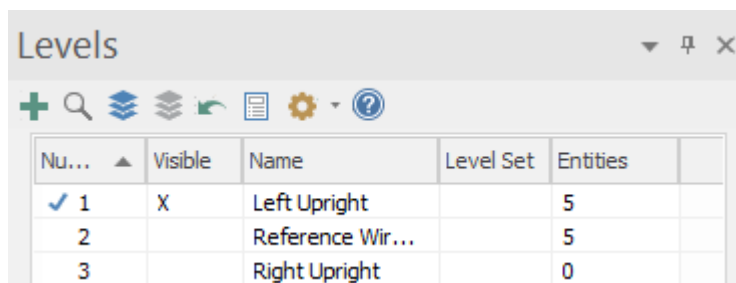 Levels
Nu... Visible Name Level Set Entities
1 X Left Upright 5
2 Reference Wir... 5
3 Right Upright 0